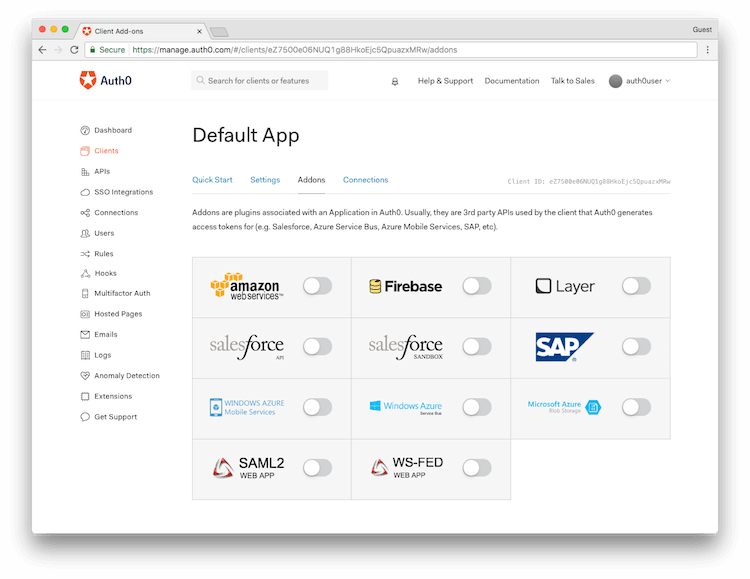 Client Add-ons
Guest
Secure https://manage.auth0.com/#/clients/eZ7500e06NUQ1g88HkoEjc5QpuazxMRw/addons
Auth0
Search for clients or features
Help & Support
Documentation
Talk to Sales
auth0user
Dashboard
Clients
APIs
SSO Integrations
Connections
Users
Rules
Hooks
Multifactor Auth
Hosted Pages
Emails
Logs
Anomaly Detection
Extensions
Get Support
Default App
Quick Start
Settings
Addons
Connections
Client ID: eZ7500e06NUQ1g88HkoEjc5QpuazxMRw
Addons are plugins associated with an Application in Auth0. Usually, they are 3rd party APIs used by the client that Auth0 generates
access tokens for (e.g. Salesforce, Azure Service Bus, Azure Mobile Services, SAP, etc).
amazon
webservices™
Firebase
Layer
salesforce
API
salesforce
SANDBOX
SAP®
WINDOWS AZURE
Mobile Services
Windows Azure
Service Bus
Microsoft Azure
Blob Storage
SAML2
WEB APP
WS-FED
WEB APP